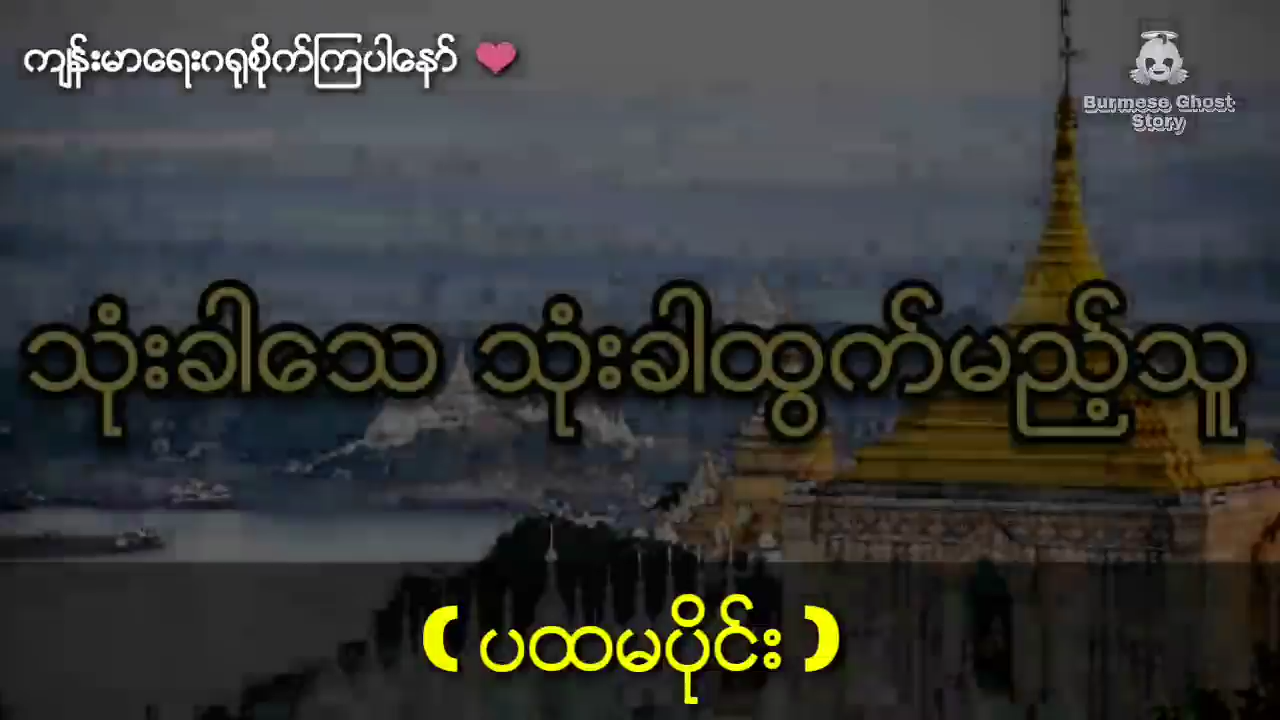 ကျန်းမာရေးဂရုစိုက်ကြပါနော် ❤
Burmese Ghost
Story
သုံးခါသေ သုံးခါထွက်မည့်သူ
( ပထမပိုင်း )